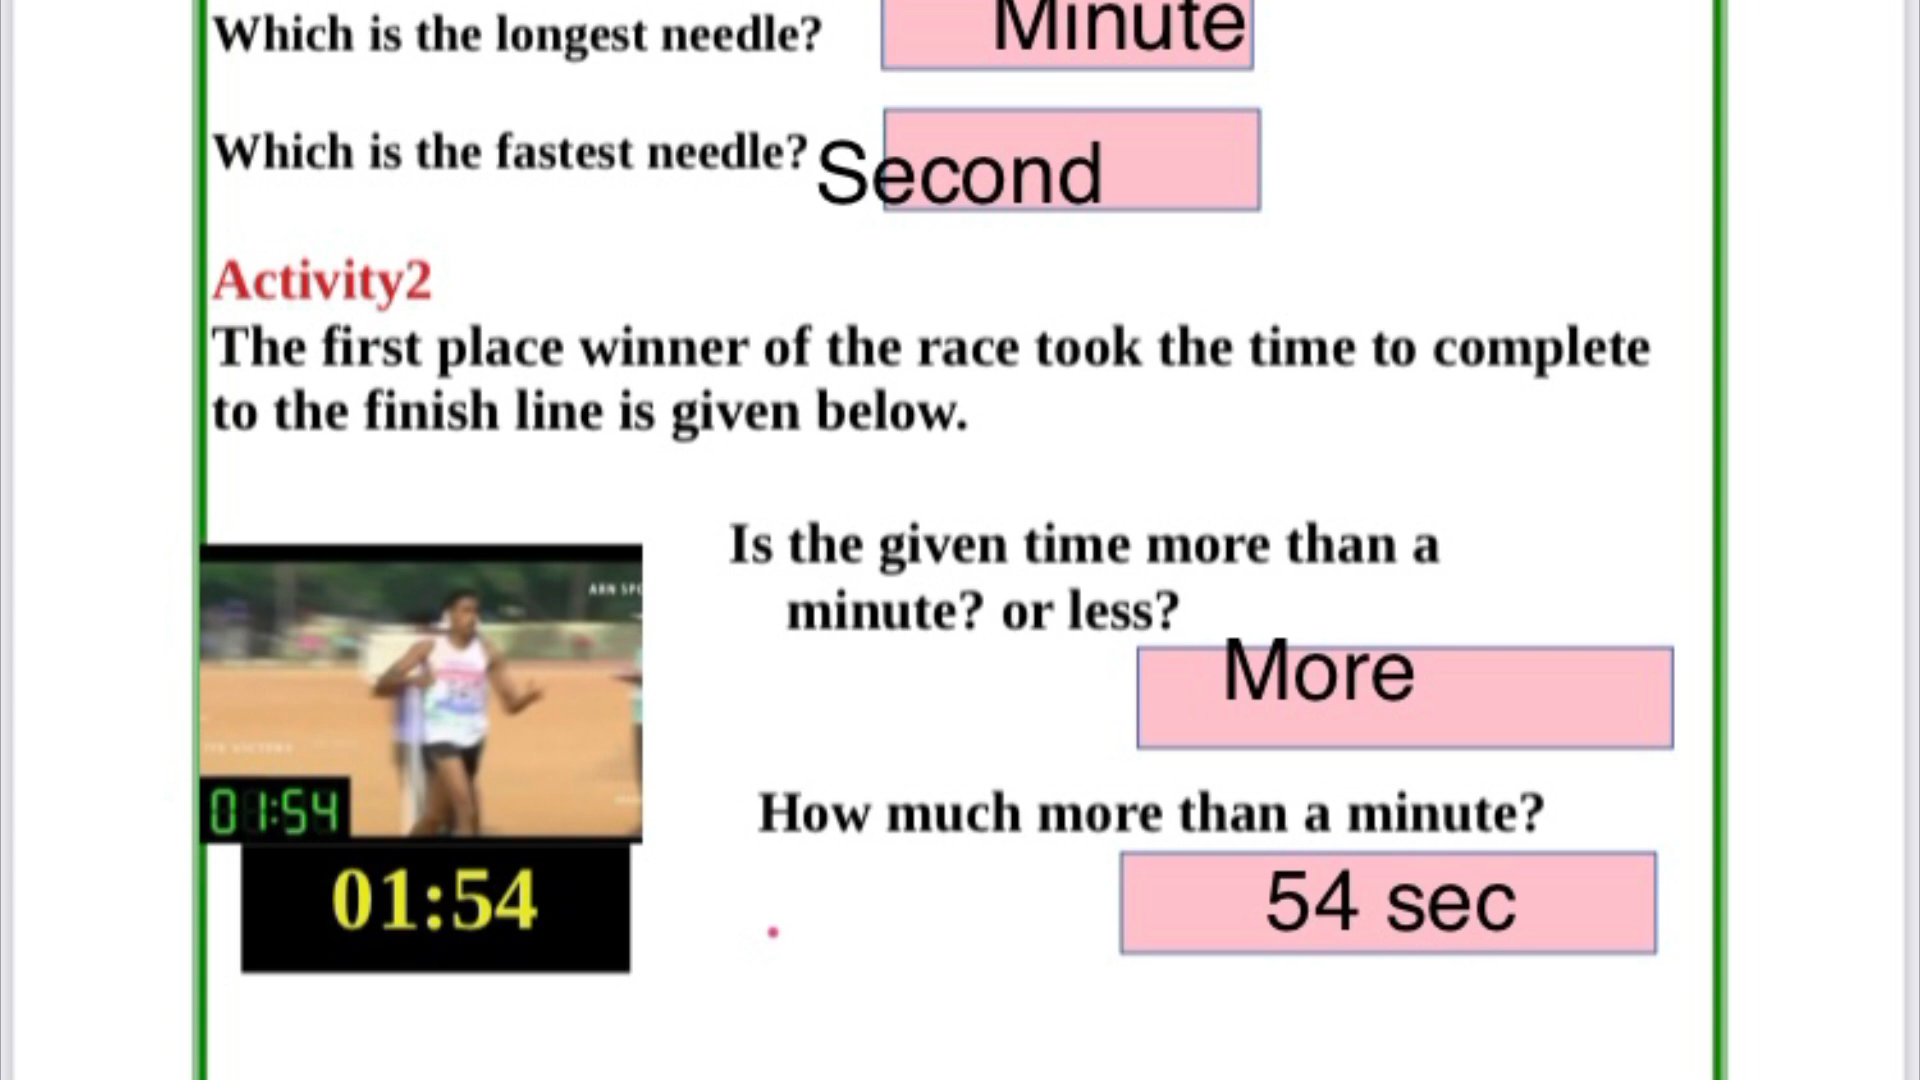 Which is the longest needle? Minute
Which is the fastest needle? Second
Activity2
The first place winner of the race took the time to complete
to the finish line is given below.
Is the given time more than a
minute? or less?
More
How much more than a minute?
54 sec
01:54
01:54